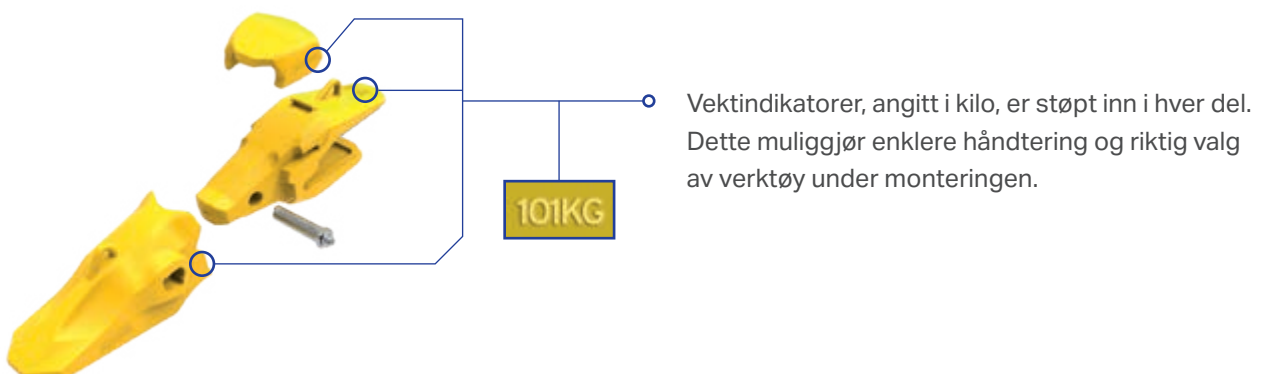 Vektindikatorer, angitt i kilo, er støpt inn i hver del.
Dette muliggjør enklere håndtering og riktig valg
av verktøy under monteringen.
101KG